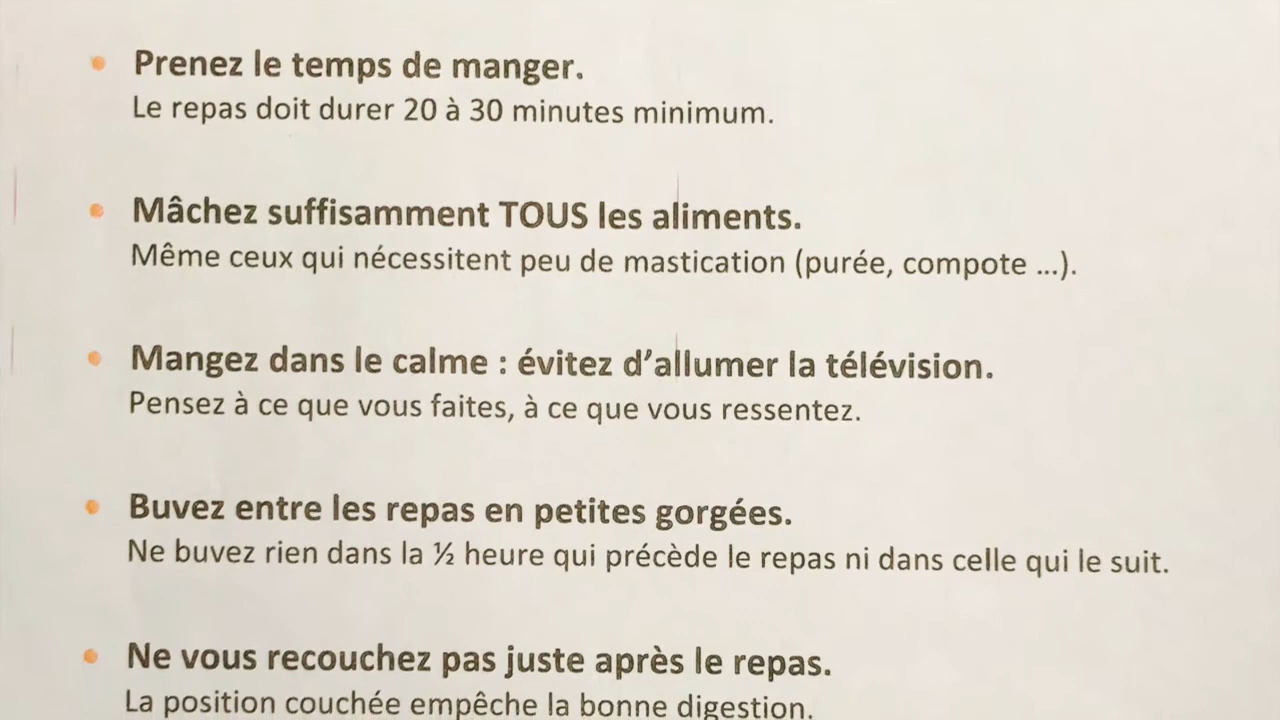 • Prenez le temps de manger.
Le repas doit durer 20 à 30 minutes minimum.
• Mâchez suffisamment TOUS les aliments.
Même ceux qui nécessitent peu de mastication (purée, compote ...).
• Mangez dans le calme : évitez d’allumer la télévision.
Pensez à ce que vous faites, à ce que vous ressentez.
• Buvez entre les repas en petites gorgées.
Ne buvez rien dans la ½ heure qui précède le repas ni dans celle qui le suit.
• Ne vous recouchez pas juste après le repas.
La position couchée empêche la bonne digestion.